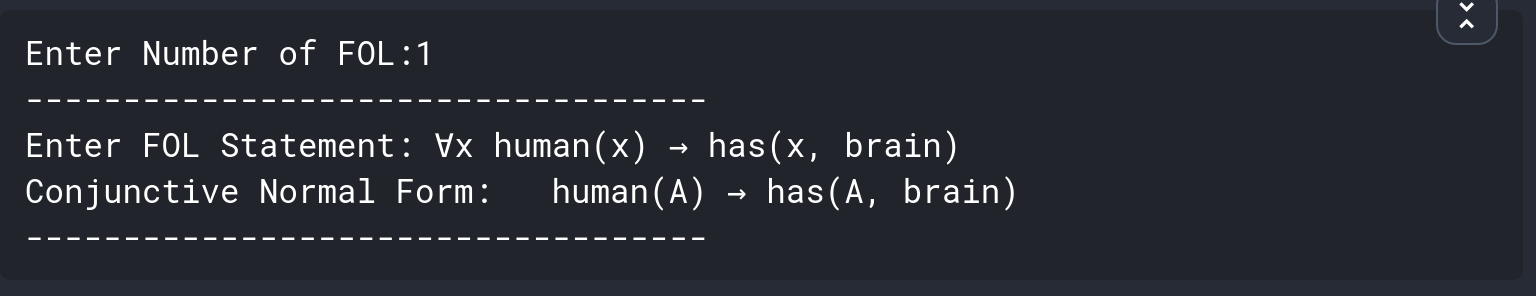 Enter Number of FOL:1
-----------------------------------
Enter FOL Statement: ∀x human(x) → has(x, brain)
Conjunctive Normal Form:   human(A) → has(A, brain)
-----------------------------------